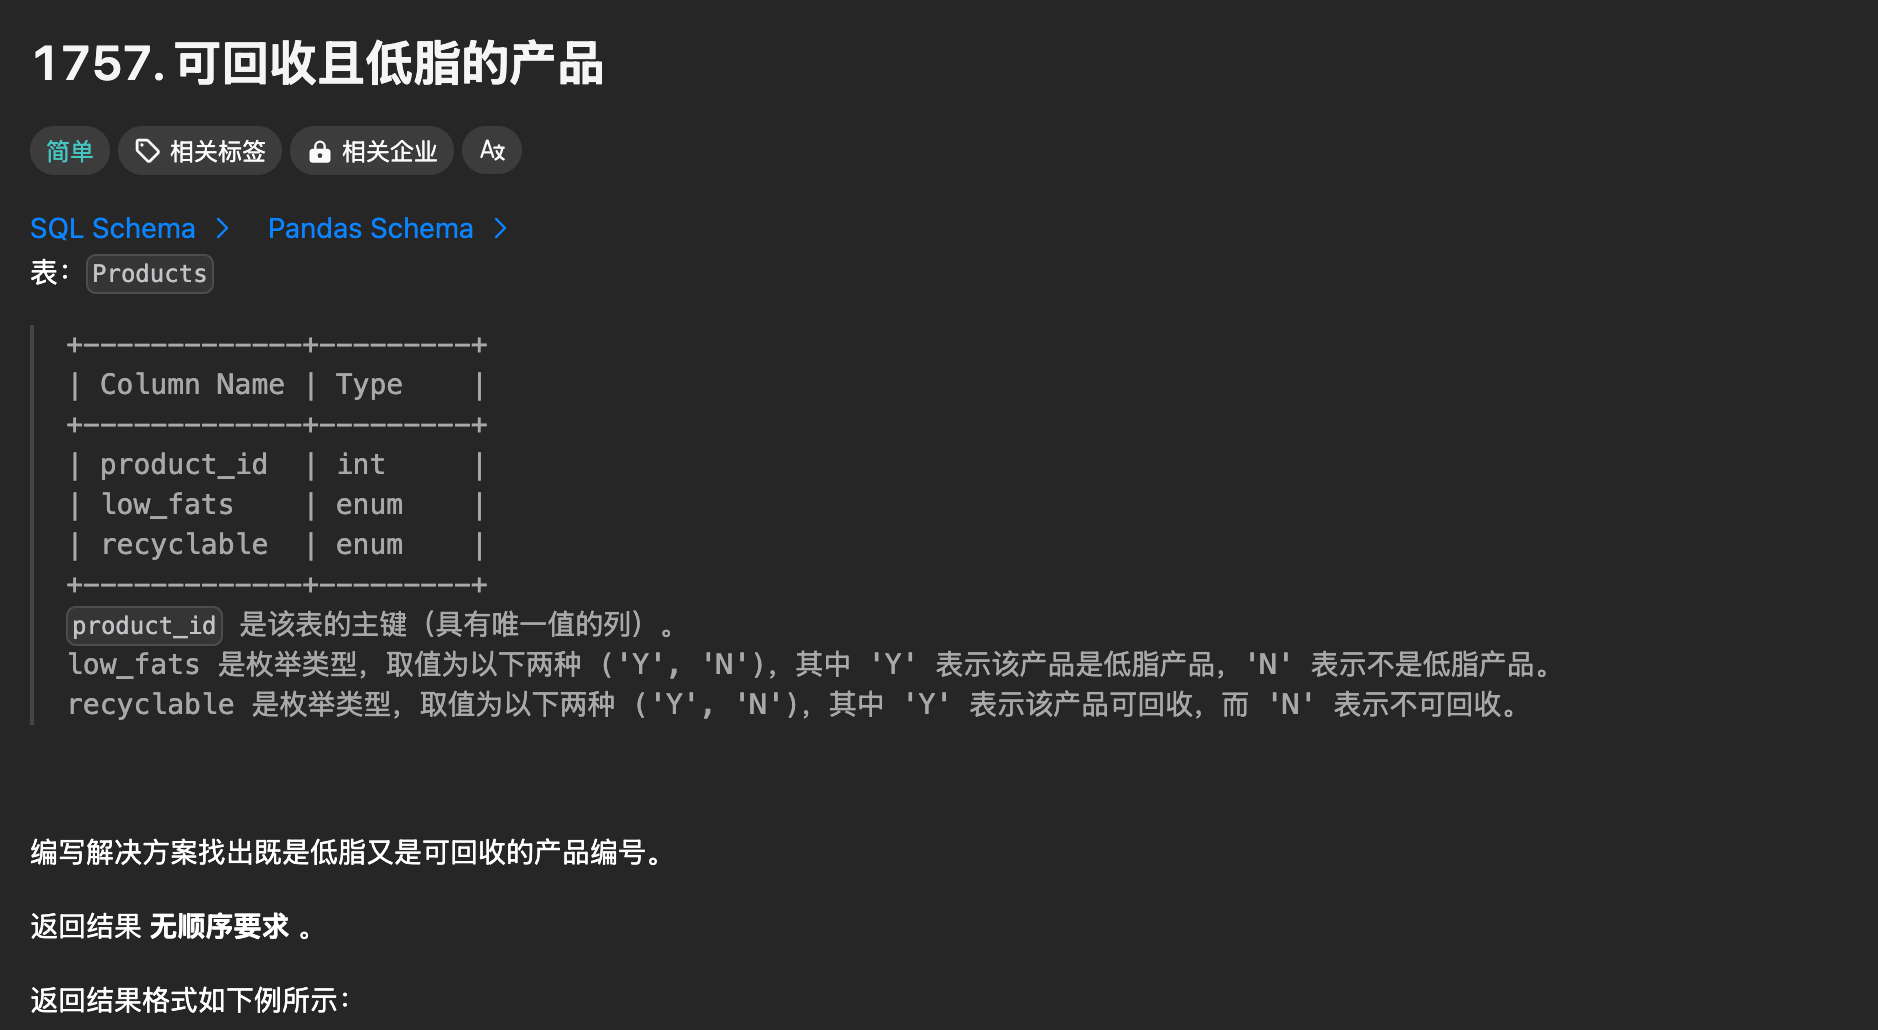 1757. 可回收且低脂的产品
简单 相关标签 相关企业 A文
SQL Schema > Pandas Schema >
表： Products
+-------------+---------+
| Column Name | Type    |
+-------------+---------+
| product_id  | int     |
| low_fats    | enum    |
| recyclable  | enum    |
+-------------+---------+
product_id 是该表的主键（具有唯一值的列）。
low_fats 是枚举类型，取值为以下两种 ('Y', 'N')，其中 'Y' 表示该产品是低脂产品，'N' 表示不是低脂产品。
recyclable 是枚举类型，取值为以下两种 ('Y', 'N')，其中 'Y' 表示该产品可回收，而 'N' 表示不可回收。
编写解决方案找出既是低脂又是可回收的产品编号。
返回结果 无顺序要求 。
返回结果格式如下例所示：